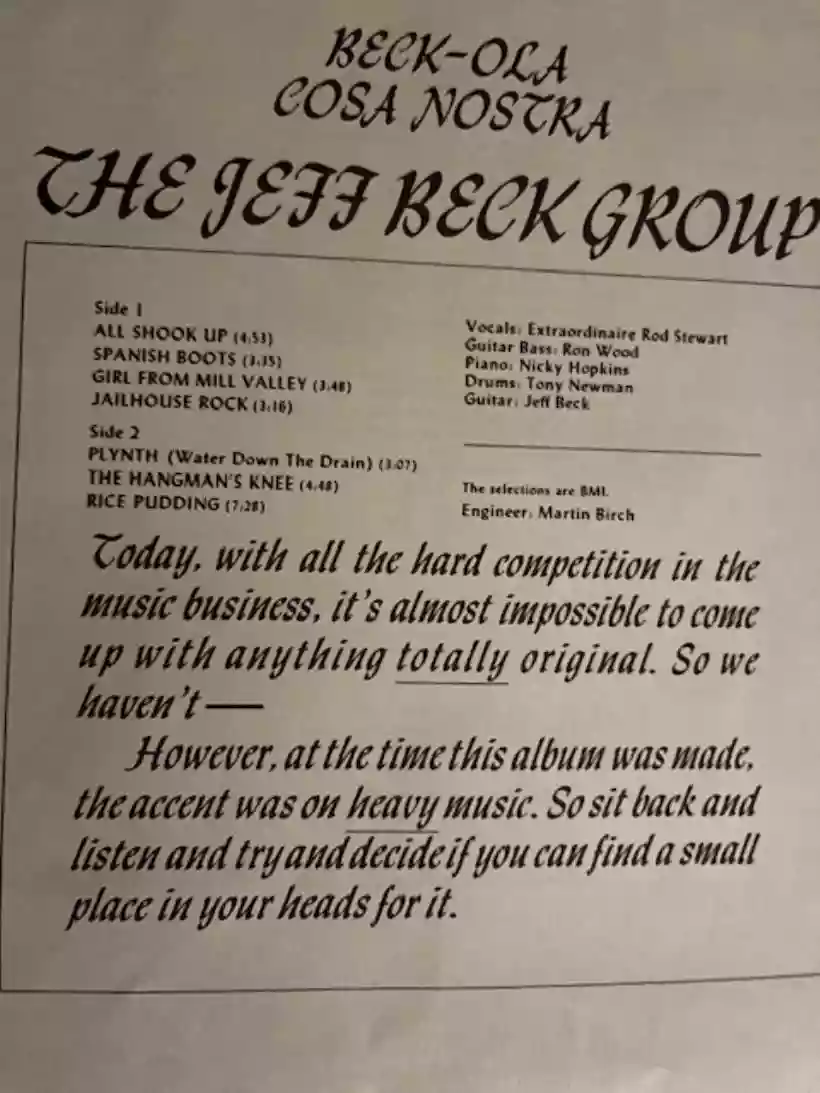 BECK-OLA
COSA NOSTRA
THE JEFF BECK GROUP
Side 1
ALL SHOOK UP (4:53)
SPANISH BOOTS (3:35)
GIRL FROM MILL VALLEY (3:48)
JAILHOUSE ROCK (3:16)
Side 2
PLYNTH (Water Down The Drain) (3:07)
THE HANGMAN'S KNEE (4:48)
RICE PUDDING (7:28)
Vocals: Extraordinaire Rod Stewart
Guitar Bass: Ron Wood
Piano: Nicky Hopkins
Drums: Tony Newman
Guitar: Jeff Beck
The selections are BMI.
Engineer: Martin Birch
Today, with all the hard competition in the
music business, it's almost impossible to come
up with anything totally original. So we
haven't —
However, at the time this album was made,
the accent was on heavy music. So sit back and
listen and try and decide if you can find a small
place in your heads for it.